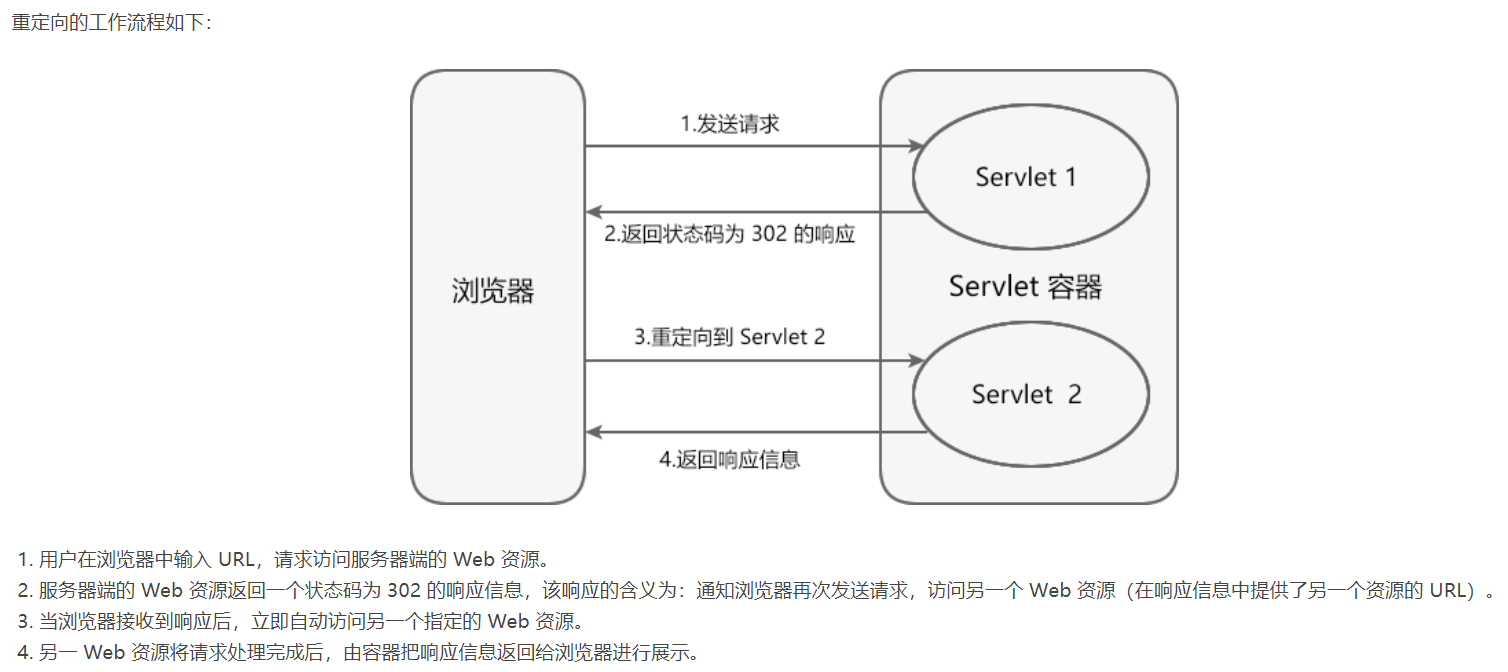 重定向的工作流程如下：
1.发送请求
Servlet 1
2.返回状态码为 302 的响应
浏览器
Servlet 容器
3.重定向到 Servlet 2
Servlet 2
4.返回响应信息
1. 用户在浏览器中输入 URL，请求访问服务器端的 Web 资源。
2. 服务器端的 Web 资源返回一个状态码为 302 的响应信息，该响应的含义为：通知浏览器再次发送请求，访问另一个 Web 资源（在响应信息中提供了另一个资源的 URL）。
3. 当浏览器接收到响应后，立即自动访问另一个指定的 Web 资源。
4. 另一 Web 资源将请求处理完成后，由容器把响应信息返回给浏览器进行展示。